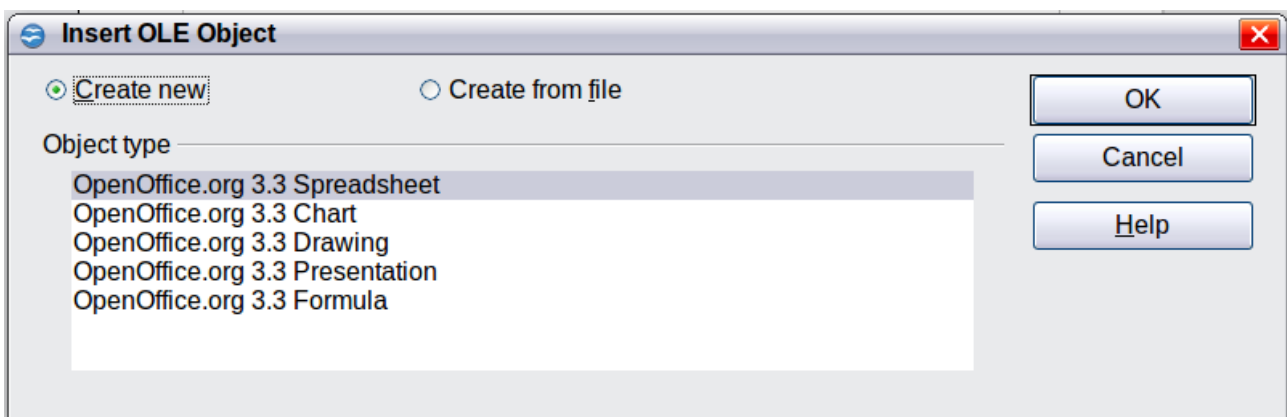 Insert OLE Object
Create new
Create from file
OK
Object type
Cancel
OpenOffice.org 3.3 Spreadsheet
OpenOffice.org 3.3 Chart
Help
OpenOffice.org 3.3 Drawing
OpenOffice.org 3.3 Presentation
OpenOffice.org 3.3 Formula